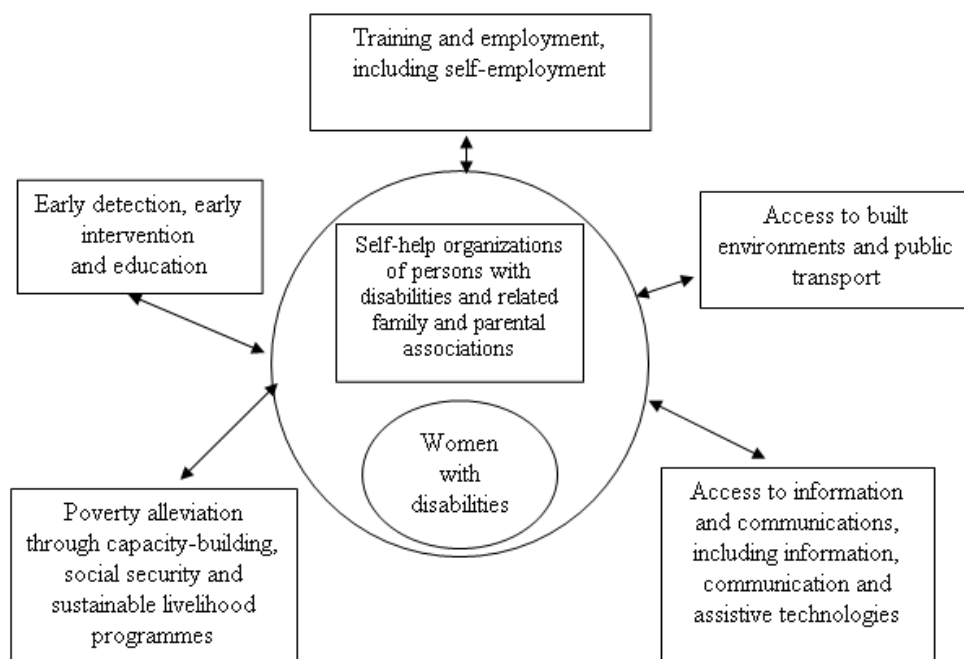 Training and employment,
including self-employment
Early detection, early
intervention
and education
Access to built
environments and public
transport
Self-help organizations
of persons with
disabilities and related
family and parental
associations
Women
with
disabilities
Poverty alleviation
through capacity-building,
social security and
sustainable livelihood
programmes
Access to information
and communications,
including information,
communication and
assistive technologies